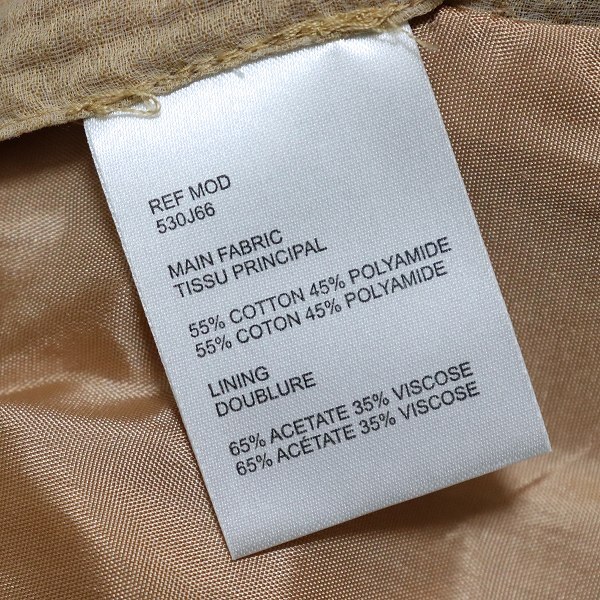 REF MOD
530J66
MAIN FABRIC
TISSU PRINCIPAL
55% COTTON 45% POLYAMIDE
55% COTON 45% POLYAMIDE
LINING
DOUBLURE
65% ACETATE 35% VISCOSE
65% ACÉTATE 35% VISCOSE